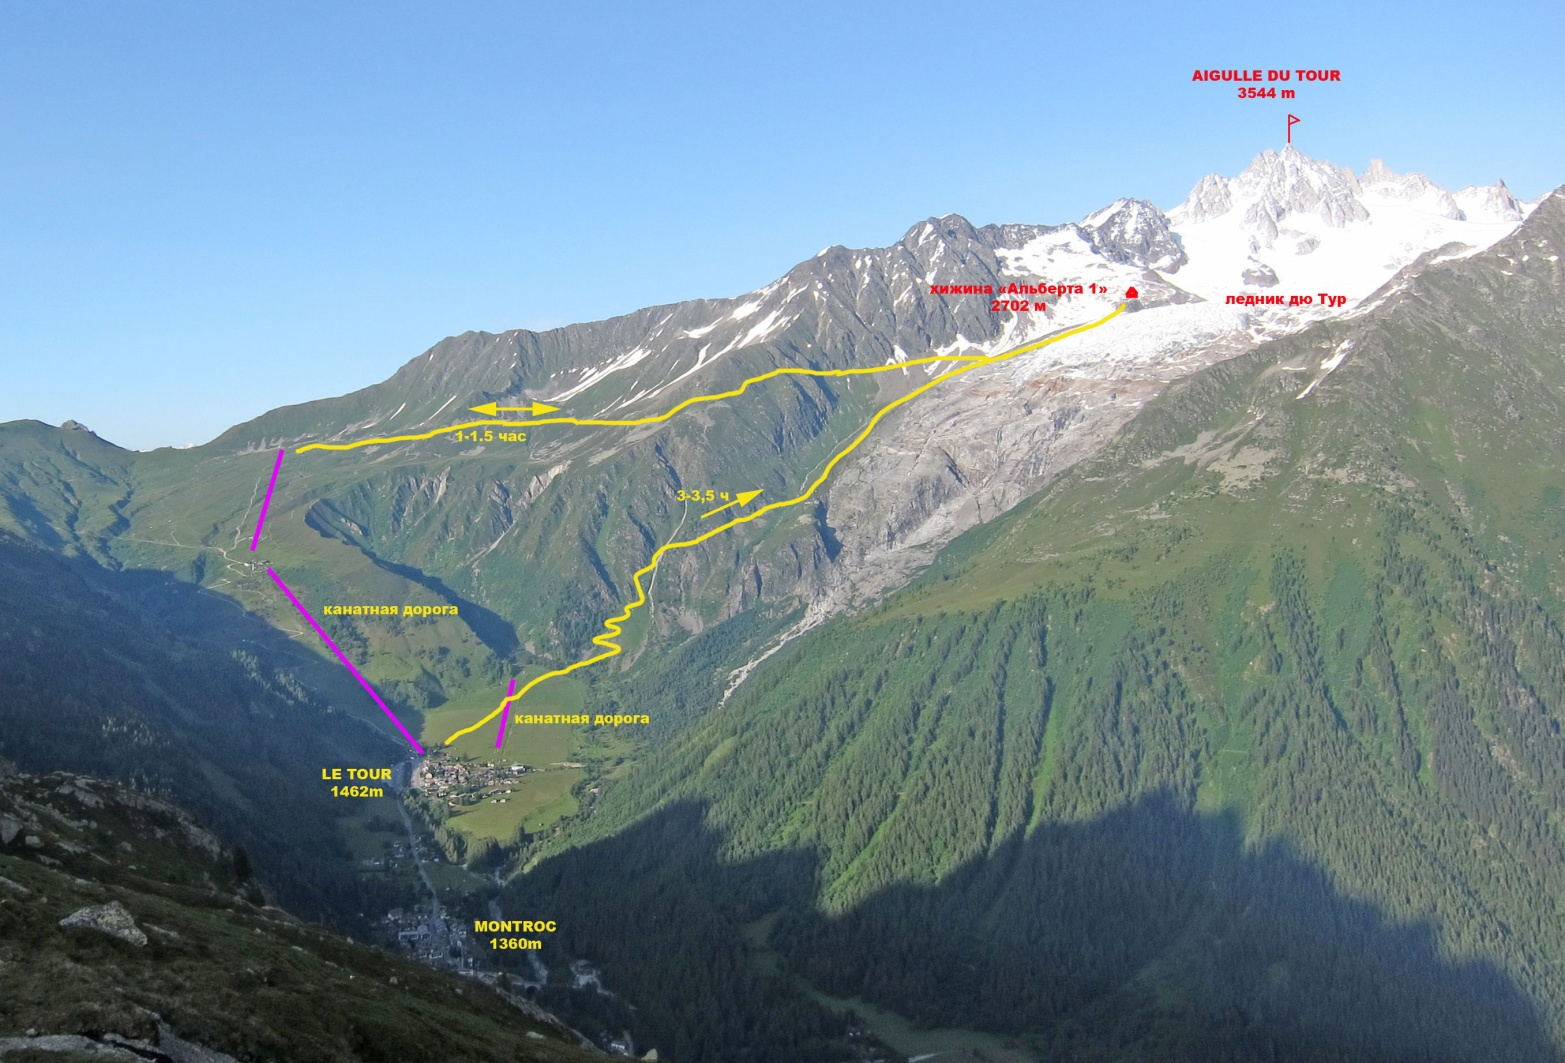 AIGULLE DU TOUR
3544 m
хижина «Альберта 1»
2702 м
ледник дю Тур
1-1.5 час
3-3,5 ч
канатная дорога
канатная дорога
LE TOUR
1462m
MONTROC
1360m